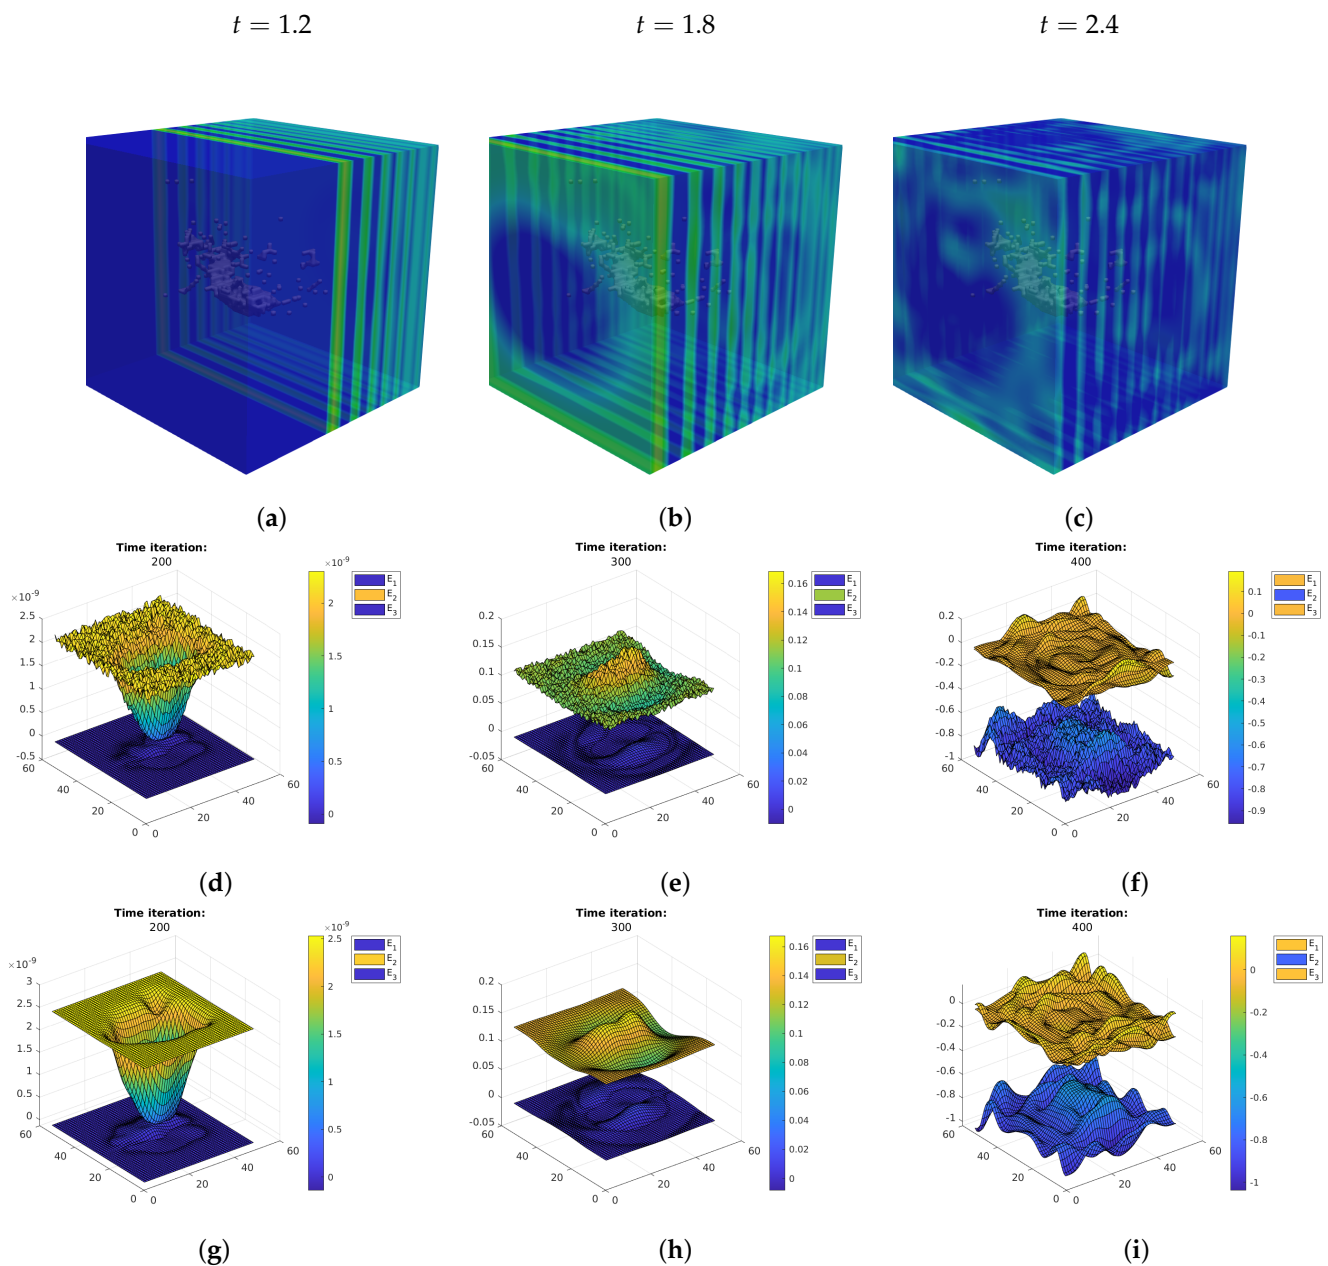 t = 1.2 t = 1.8 t = 2.4
(a) (b) (c)
Time iteration: Time iteration: Time iteration:
200 300 400
×10⁻⁹ ×10⁻⁹
2.5 2 1.5 1 0.5 0 -0.5
60 40 20 0 0 20 40 60
2 1.5 1 0.5 0
E₁
E₂
E₃
0.2 0.15 0.1 0.05 0 -0.05
60 40 20 0 0 20 40 60
0.16 0.14 0.12 0.1 0.08 0.06 0.04 0.02 0
E₁
E₂
E₃
0.2 0 -0.2 -0.4 -0.6 -0.8 -1
60 40 20 0 0 20 40 60
0.1 0 -0.1 -0.2 -0.3 -0.4 -0.5 -0.6 -0.7 -0.8 -0.9
E₁
E₂
E₃
(d) (e) (f)
Time iteration: Time iteration: Time iteration:
200 300 400
×10⁻⁹ ×10⁻⁹
3 2.5 2 1.5 1 0.5 0
60 40 20 0 0 20 40 60
2.5 2 1.5 1 0.5 0
E₁
E₂
E₃
0.2 0.15 0.1 0.05 0 -0.05
60 40 20 0 0 20 40 60
0.16 0.14 0.12 0.1 0.08 0.06 0.04 0.02 0
E₁
E₂
E₃
0 -0.2 -0.4 -0.6 -0.8 -1
60 40 20 0 0 20 40 60
0 -0.2 -0.4 -0.6 -0.8 -1
E₁
E₂
E₃
(g) (h) (i)